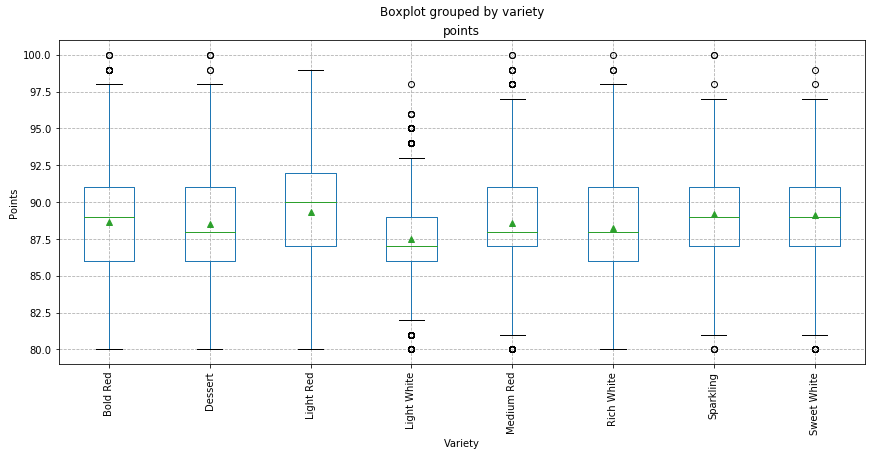 Boxplot grouped by variety
points
100.0
97.5
95.0
92.5
90.0
87.5
85.0
82.5
80.0
Points
Bold Red
Dessert
Light Red
Light White
Medium Red
Rich White
Sparkling
Sweet White
Variety